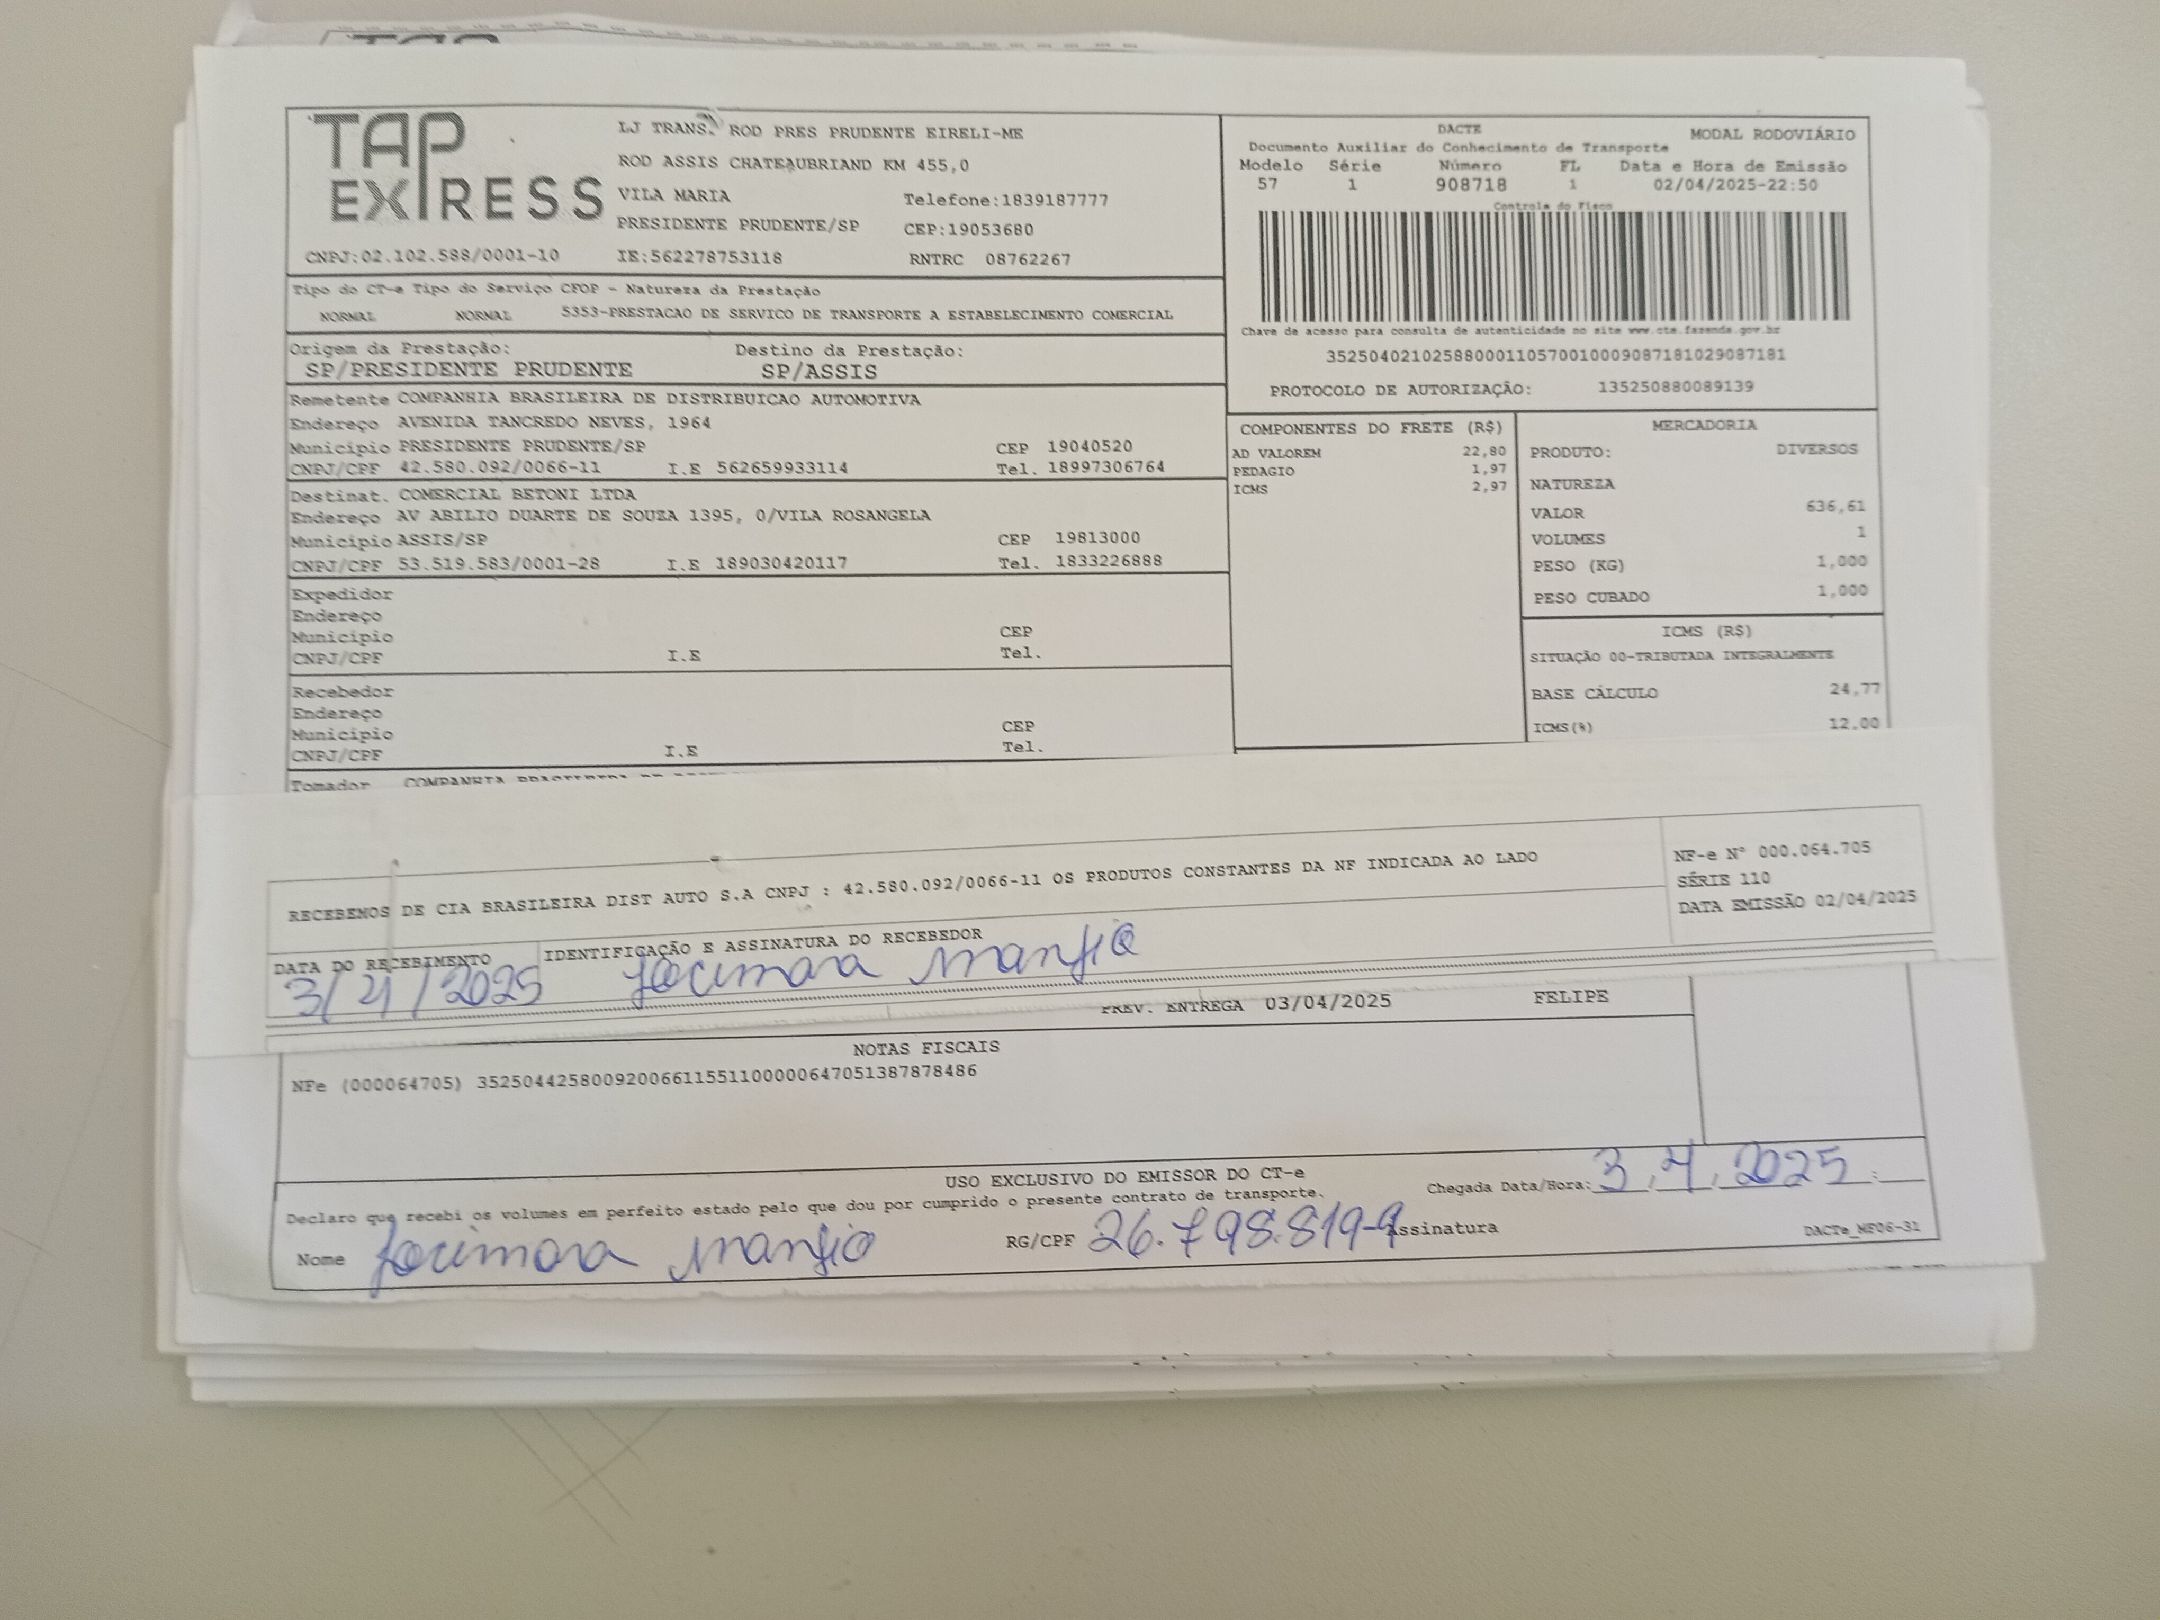 TAP EXPRESS
LJ TRANS. ROD PRES PRUDENTE EIRELI-ME
ROD ASSIS CHATEAUBRIAND KM 455,0
VILA MARIA Telefone:1839187777
PRESIDENTE PRUDENTE/SP CEP:19053680
CNPJ:02.102.588/0001-10 IE:562278753118 RNTRC 08762267
DACTE MODAL RODOVIÁRIO
Documento Auxiliar do Conhecimento de Transporte
Modelo Série Número FL Data e Hora de Emissão
57 1 908718 1 02/04/2025-22:50
Controle do Fisco
Chave de acesso para consulta de autenticidade no site www.cte.fazenda.gov.br
35250402102588000110570010009087181029087181
PROTOCOLO DE AUTORIZAÇÃO: 135250880089139
Tipo do CT-e Tipo do Serviço CFOP - Natureza da Prestação
NORMAL NORMAL 5353-PRESTACAO DE SERVICO DE TRANSPORTE A ESTABELECIMENTO COMERCIAL
Origem da Prestação: Destino da Prestação:
SP/PRESIDENTE PRUDENTE SP/ASSIS
Remetente COMPANHIA BRASILEIRA DE DISTRIBUICAO AUTOMOTIVA
Endereço AVENIDA TANCREDO NEVES, 1964
Município PRESIDENTE PRUDENTE/SP CEP 19040520
CNPJ/CPF 42.580.092/0066-11 I.E 562659933114 Tel. 18997306764
Destinat. COMERCIAL BETONI LTDA
Endereço AV ABILIO DUARTE DE SOUZA 1395, 0/VILA ROSANGELA
Município ASSIS/SP CEP 19813000
CNPJ/CPF 53.519.583/0001-28 I.E 189030420117 Tel. 1833226888
Expedidor
Endereço
Município CEP
CNPJ/CPF I.E Tel.
Recebedor
Endereço
Município CEP
CNPJ/CPF I.E Tel.
Tomador COMPANHIA BRASILEIRA DE
COMPONENTES DO FRETE (R$)
AD VALOREM 22,80
PEDAGIO 1,97
ICMS 2,97
MERCADORIA
PRODUTO: DIVERSOS
NATUREZA
VALOR 636,61
VOLUMES 1
PESO (KG) 1,000
PESO CUBADO 1,000
ICMS (R$)
SITUAÇÃO 00-TRIBUTADA INTEGRALMENTE
BASE CÁLCULO 24,77
ICMS(%) 12.00
RECEBEMOS DE CIA BRASILEIRA DIST AUTO S.A CNPJ : 42.580.092/0066-11 OS PRODUTOS CONSTANTES DA NF INDICADA AO LADO
NF-e N° 000.064.705
SÉRIE 110
DATA EMISSÃO 02/04/2025
DATA DO RECEBIMENTO IDENTIFICAÇÃO E ASSINATURA DO RECEBEDOR
3/4/2025 Jocimara Manfio
PREV. ENTREGA 03/04/2025 FELIPE
NOTAS FISCAIS
NFe (000064705) 35250442580092006611551100000647051387878486
USO EXCLUSIVO DO EMISSOR DO CT-e
Declaro que recebi os volumes em perfeito estado pelo que dou por cumprido o presente contrato de transporte.
Chegada Data/Hora: 3, 4, 2025 :
Nome Jocimara Manfio RG/CPF 26.798.819-9 Assinatura
DACTe_MF06-31